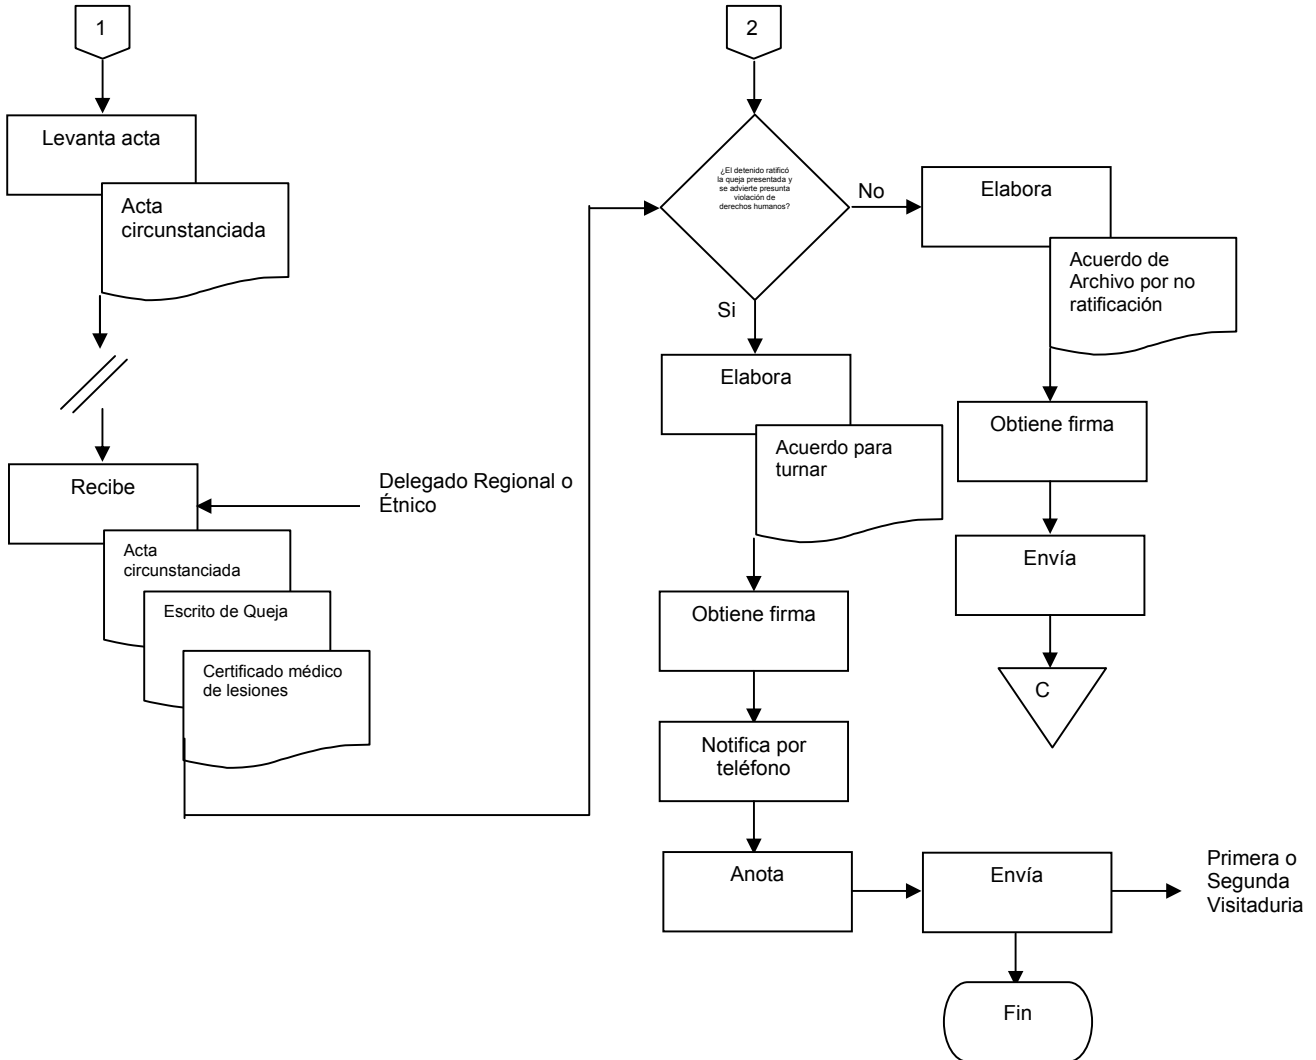 1
Levanta acta
Acta
circunstanciada
Recibe
Delegado Regional o
Étnico
Acta
circunstanciada
Escrito de Queja
Certificado médico
de lesiones
2
¿El detenido ratificó
la queja presentada y
se advierte presunta
violación de
derechos humanos?
No
Elabora
Acuerdo de
Archivo por no
ratificación
Obtiene firma
Envía
C
Si
Elabora
Acuerdo para
turnar
Obtiene firma
Notifica por
teléfono
Anota
Envía
Primera o
Segunda
Visitaduria
Fin